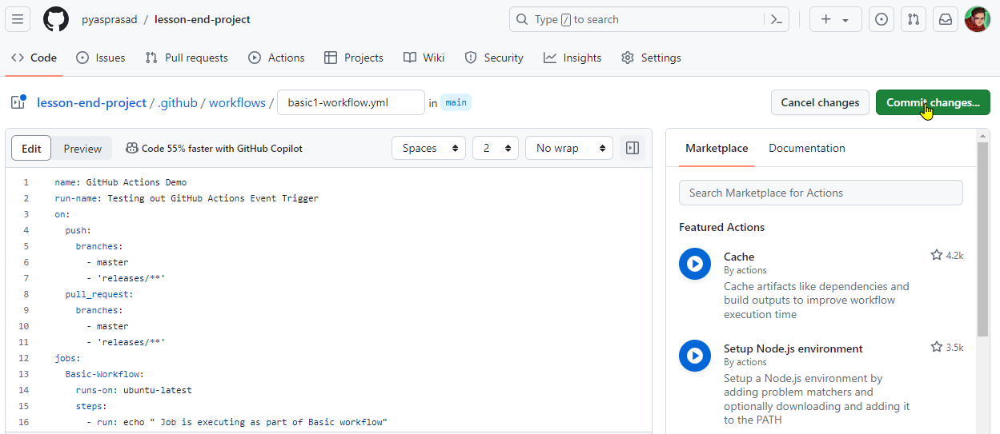 pyasprasad / lesson-end-project
Type / to search
Code Issues Pull requests Actions Projects Wiki Security Insights Settings
lesson-end-project / .github / workflows / basic1-workflow.yml in main
Cancel changes Commit changes...
Edit Preview Code 55% faster with GitHub Copilot Spaces 2 No wrap
1 name: GitHub Actions Demo
2 run-name: Testing out GitHub Actions Event Trigger
3 on:
4 push:
5 branches:
6 - master
7 - 'releases/**'
8 pull_request:
9 branches:
10 - master
11 - 'releases/**'
12 jobs:
13 Basic-Workflow:
14 runs-on: ubuntu-latest
15 steps:
16 - run: echo " Job is executing as part of Basic workflow"
Marketplace Documentation
Search Marketplace for Actions
Featured Actions
Cache 4.2k
By actions
Cache artifacts like dependencies and
build outputs to improve workflow
execution time
Setup Node.js environment 3.5k
By actions
Setup a Node.js environment by
adding problem matchers and
optionally downloading and adding it
to the PATH